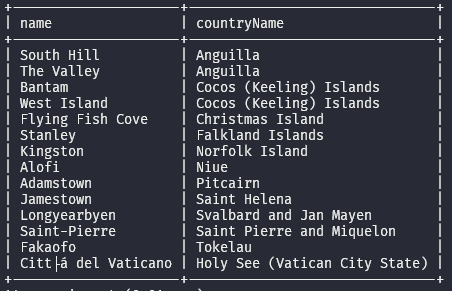 name countryName
South Hill Anguilla
The Valley Anguilla
Bantam Cocos (Keeling) Islands
West Island Cocos (Keeling) Islands
Flying Fish Cove Christmas Island
Stanley Falkland Islands
Kingston Norfolk Island
Alofi Niue
Adamstown Pitcairn
Jamestown Saint Helena
Longyearbyen Svalbard and Jan Mayen
Saint-Pierre Saint Pierre and Miquelon
Fakaofo Tokelau
Citt├á del Vaticano Holy See (Vatican City State)